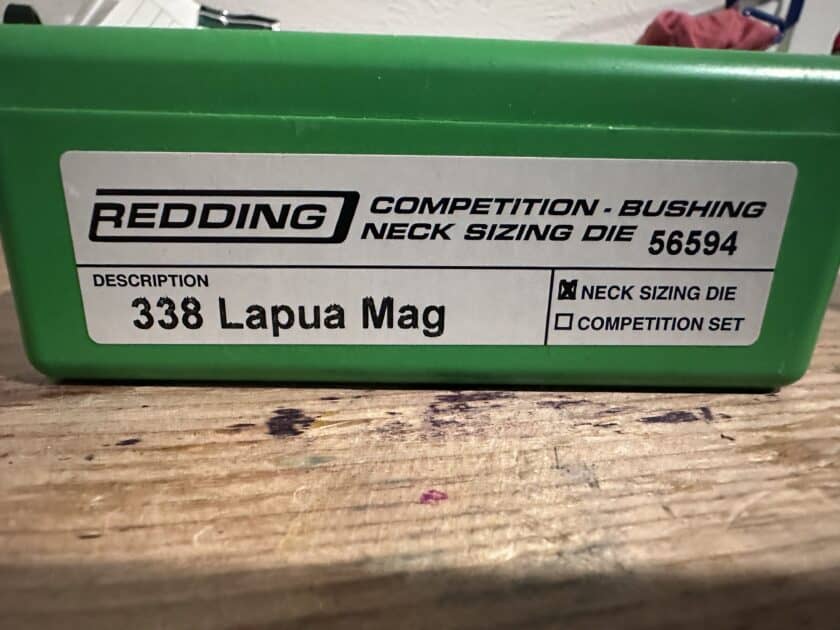 REDDING
COMPETITION - BUSHING
NECK SIZING DIE 56594
DESCRIPTION
338 Lapua Mag
NECK SIZING DIE
COMPETITION SET